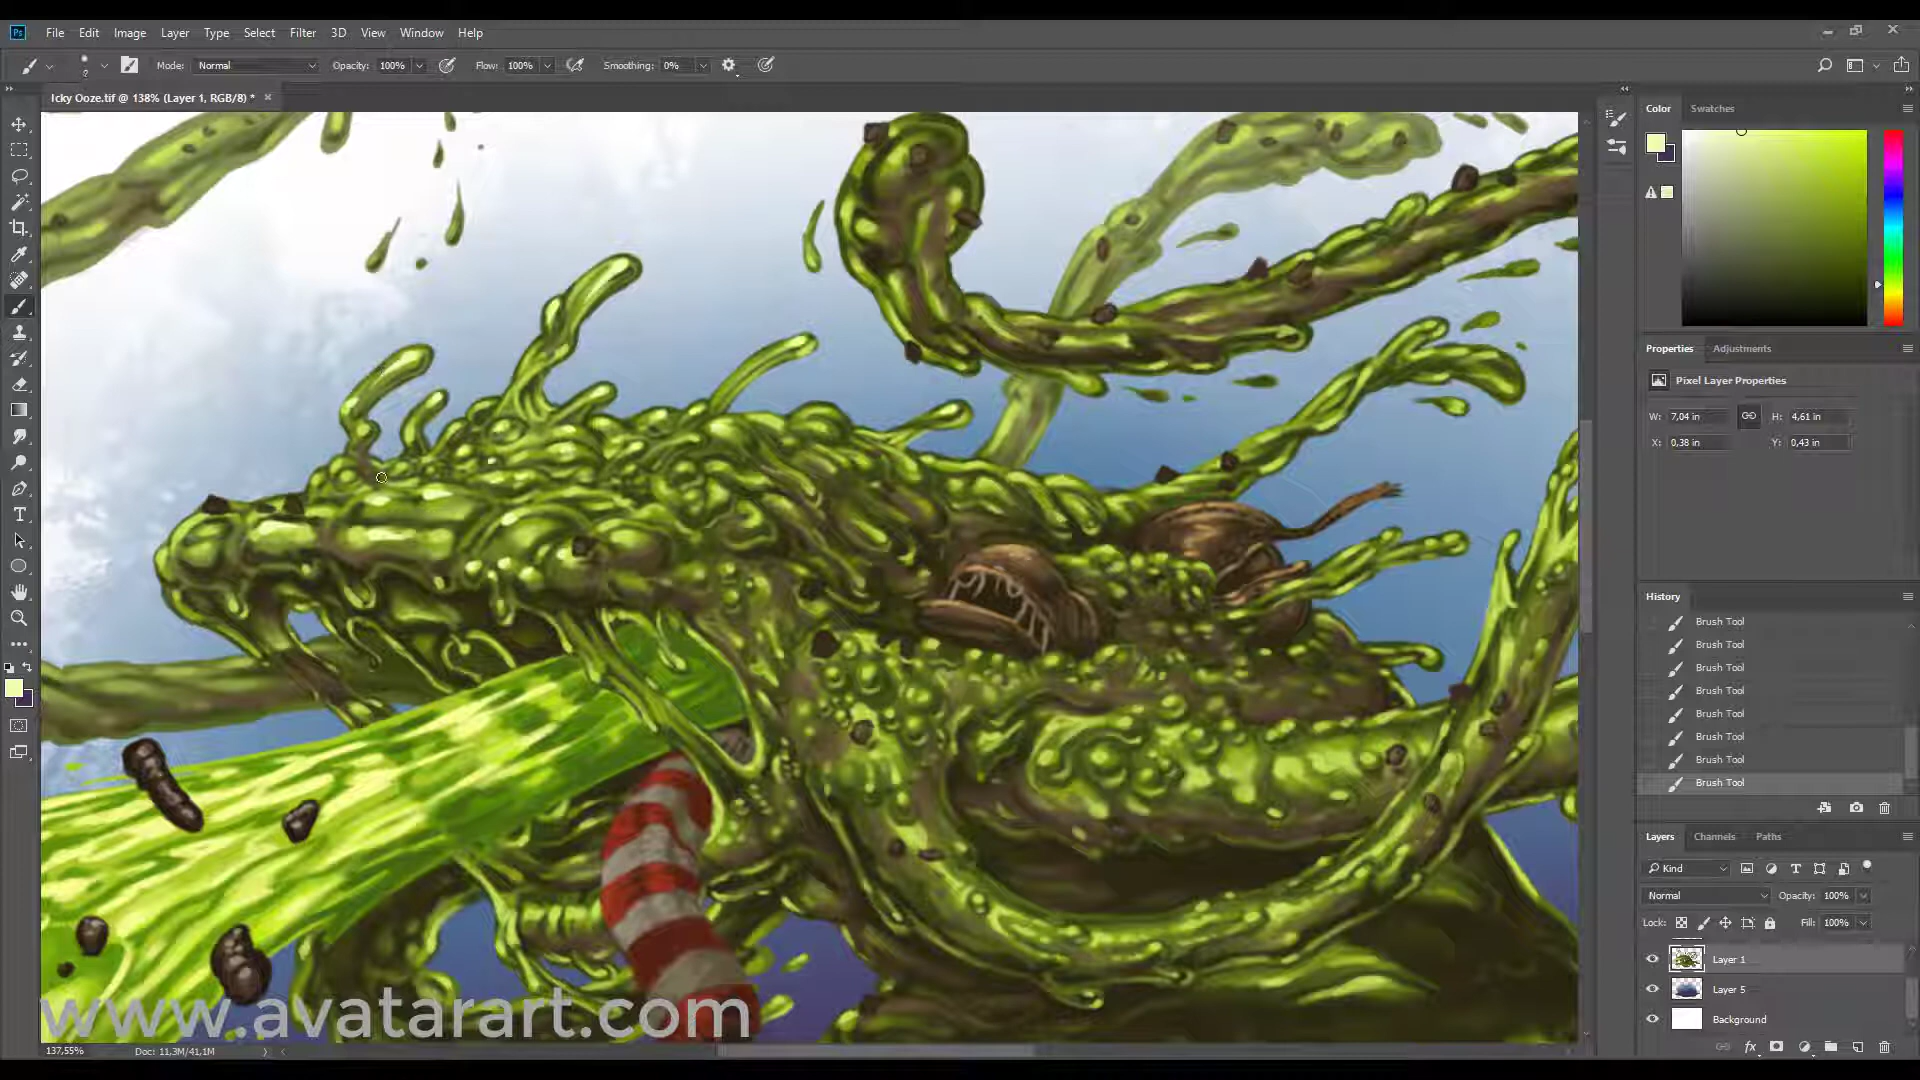 Ps File Edit Image Layer Type Select Filter 3D View Window Help
Mode: Normal Opacity: 100% Flow: 100% Smoothing: 0%
Icky Ooze.tif @ 138% (Layer 1, RGB/8) *
Color Swatches
Properties Adjustments
Pixel Layer Properties
W: 7,04 in H: 4,61 in
X: 0,38 in Y: 0,43 in
History
Brush Tool
Brush Tool
Brush Tool
Brush Tool
Brush Tool
Brush Tool
Brush Tool
Brush Tool
Layers Channels Paths
Kind
Normal Opacity: 100%
Lock: Fill: 100%
Layer 1
Layer 5
Background
www.avatarart.com
137,55% Doc: 11,3M/41,1M